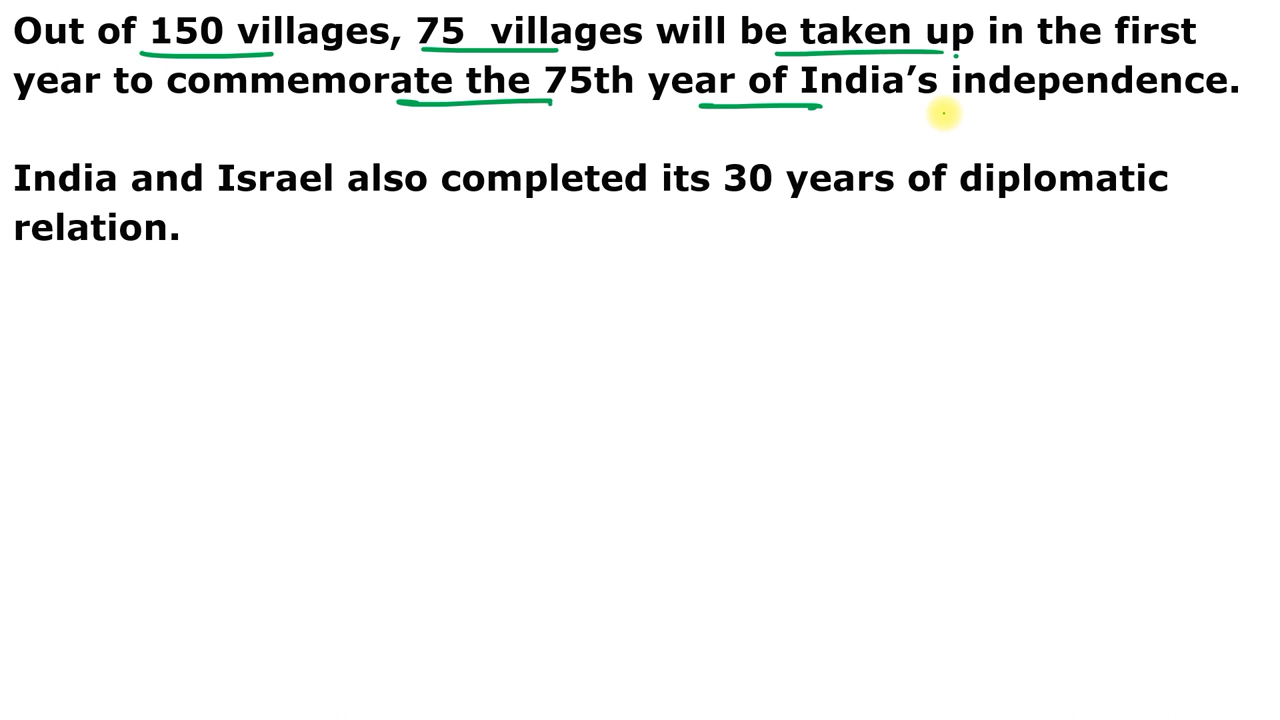 Out of 150 villages, 75  villages will be taken up in the first
year to commemorate the 75th year of India’s independence.
India and Israel also completed its 30 years of diplomatic
relation.